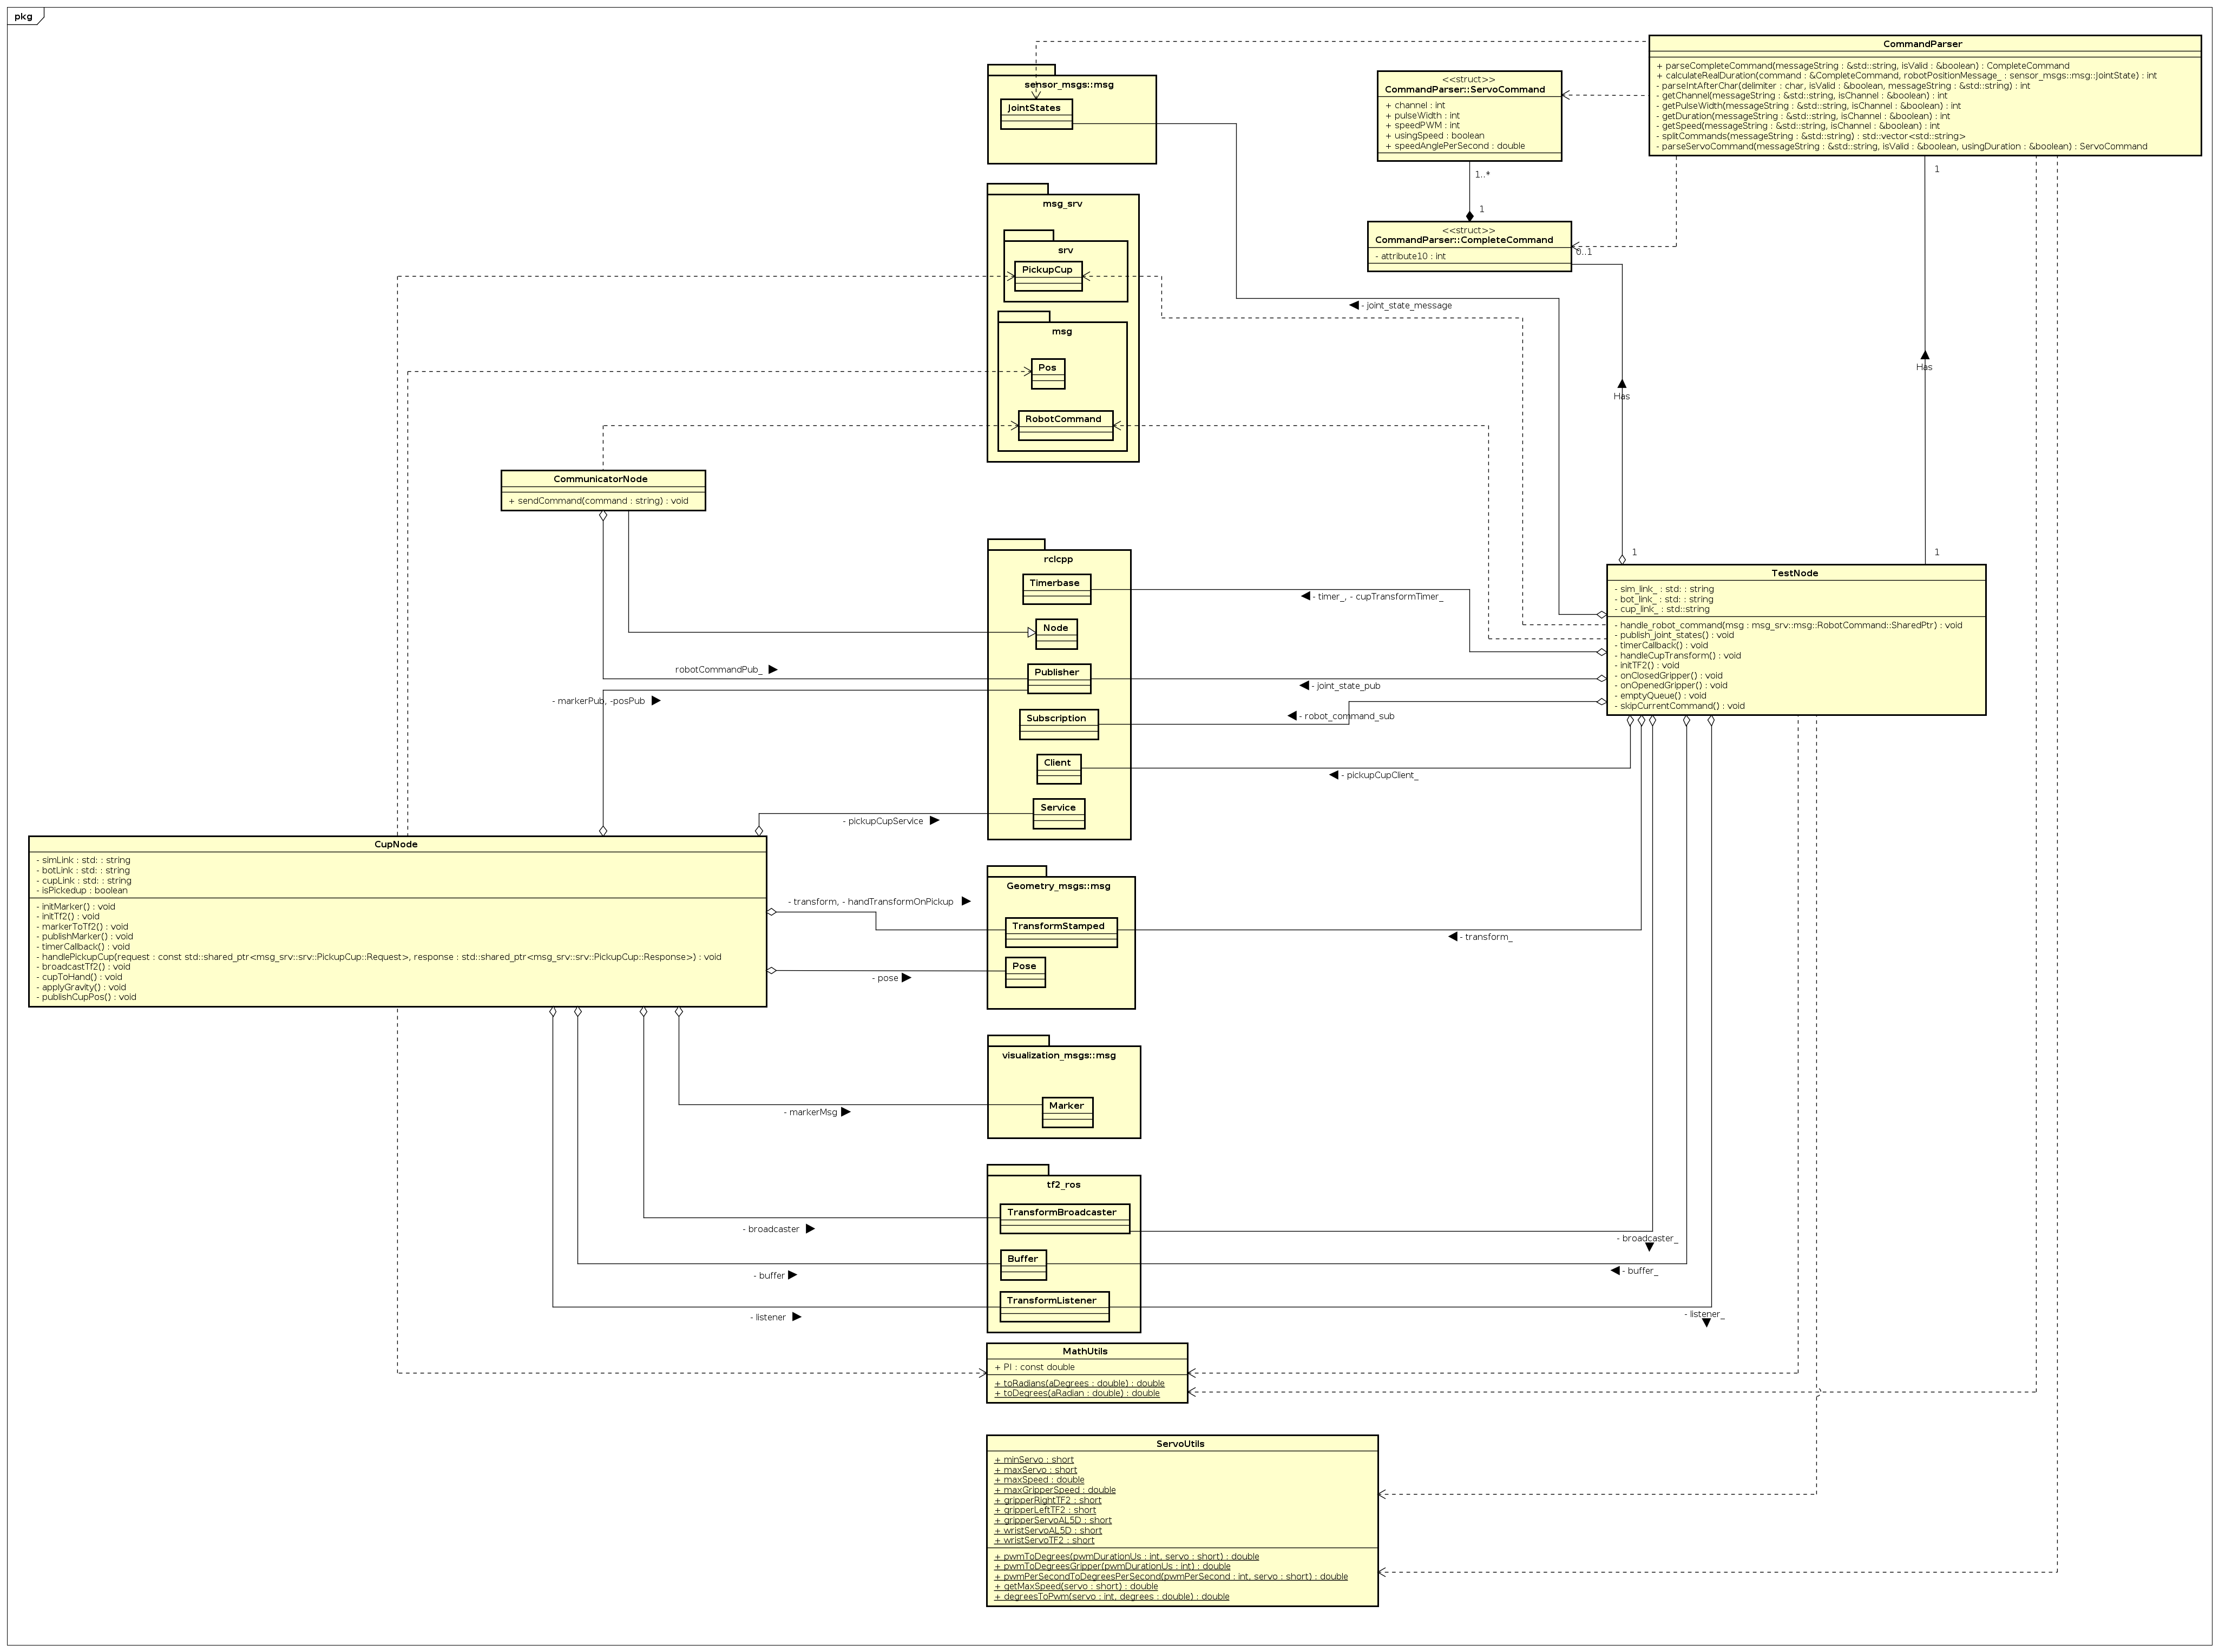 pkg
CommandParser
+ parseCompleteCommand(messageString : &std::string, isValid : &boolean) : CompleteCommand
+ calculateRealDuration(command : &CompleteCommand, robotPositionMessage_ : sensor_msgs::msg::JointState) : int
- parseIntAfterChar(delimiter : char, isValid : &boolean, messageString : &std::string) : int
- getChannel(messageString : &std::string, isChannel : &boolean) : int
- getPulseWidth(messageString : &std::string, isChannel : &boolean) : int
- getDuration(messageString : &std::string, isChannel : &boolean) : int
- getSpeed(messageString : &std::string, isChannel : &boolean) : int
- splitCommands(messageString : &std::string) : std::vector<std::string>
- parseServoCommand(messageString : &std::string, isValid : &boolean, usingDuration : &boolean) : ServoCommand
<<struct>>
CommandParser::ServoCommand
+ channel : int
+ pulseWidth : int
+ speedPWM : int
+ usingSpeed : boolean
+ speedAnglePerSecond : double
1..*
1
<<struct>>
CommandParser::CompleteCommand
- attribute10 : int
0..1
1
Has
Has
1
1
sensor_msgs::msg
JointStates
msg_srv
srv
PickupCup
msg
Pos
RobotCommand
- joint_state_message
CommunicatorNode
+ sendCommand(command : string) : void
rclcpp
Timerbase
Node
Publisher
Subscription
Client
Service
- timer_, - cupTransformTimer_
robotCommandPub_
- markerPub, -posPub
- joint_state_pub
- robot_command_sub
- pickupCupClient_
- pickupCupService
TestNode
- sim_link_ : std: : string
- bot_link_ : std: : string
- cup_link_ : std::string
- handle_robot_command(msg : msg_srv::msg::RobotCommand::SharedPtr) : void
- publish_joint_states() : void
- timerCallback() : void
- handleCupTransform() : void
- initTF2() : void
- onClosedGripper() : void
- onOpenedGripper() : void
- emptyQueue() : void
- skipCurrentCommand() : void
CupNode
- simLink : std: : string
- botLink : std: : string
- cupLink : std: : string
- isPickedup : boolean
- initMarker() : void
- initTf2() : void
- markerToTf2() : void
- publishMarker() : void
- timerCallback() : void
- handlePickupCup(request : const std::shared_ptr<msg_srv::srv::PickupCup::Request>, response : std::shared_ptr<msg_srv::srv::PickupCup::Response>) : void
- broadcastTf2() : void
- cupToHand() : void
- applyGravity() : void
- publishCupPos() : void
- transform, - handTransformOnPickup
- pose
Geometry_msgs::msg
TransformStamped
Pose
- transform_
visualization_msgs::msg
Marker
- markerMsg
tf2_ros
TransformBroadcaster
Buffer
TransformListener
- broadcaster
- buffer
- listener
- broadcaster_
- buffer_
- listener_
MathUtils
+ PI : const double
+ toRadians(aDegrees : double) : double
+ toDegrees(aRadian : double) : double
ServoUtils
+ minServo : short
+ maxServo : short
+ maxSpeed : double
+ maxGripperSpeed : double
+ gripperRightTF2 : short
+ gripperLeftTF2 : short
+ gripperServoAL5D : short
+ wristServoAL5D : short
+ wristServoTF2 : short
+ pwmToDegrees(pwmDurationUs : int, servo : short) : double
+ pwmToDegreesGripper(pwmDurationUs : int) : double
+ pwmPerSecondToDegreesPerSecond(pwmPerSecond : int, servo : short) : double
+ getMaxSpeed(servo : short) : double
+ degreesToPwm(servo : int, degrees : double) : double